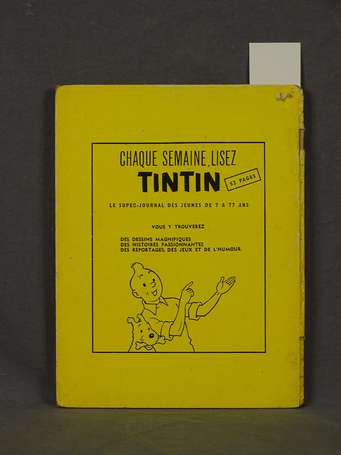 CHAQUE SEMAINE, LISEZ
TINTIN
52 PAGES
LE SUPER-JOURNAL DES JEUNES DE 7 A 77 ANS
VOUS Y TROUVEREZ
DES DESSINS MAGNIFIQUES
DES HISTOIRES PASSIONNANTES
DES REPORTAGES, DES JEUX ET DE L'HUMOUR.